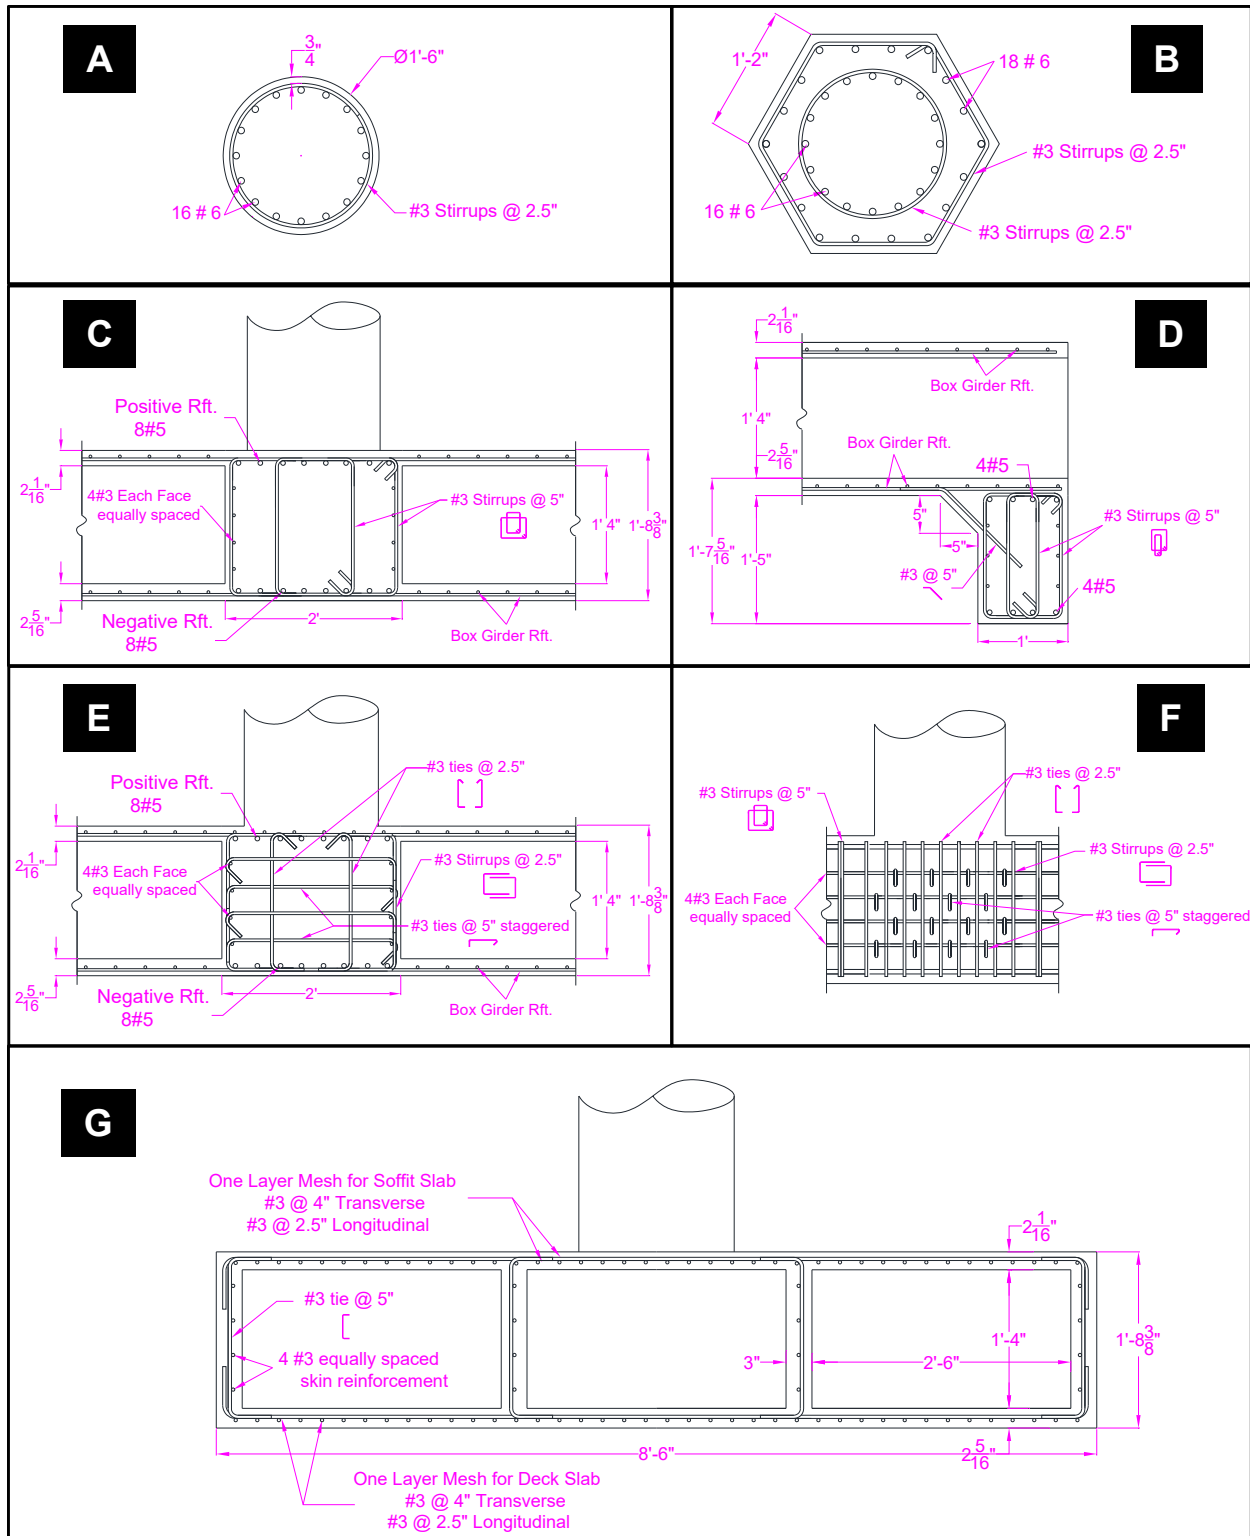 A
3/4"
Ø1'-6"
16 # 6
#3 Stirrups @ 2.5"
B
1'-2"
18 # 6
#3 Stirrups @ 2.5"
16 # 6
#3 Stirrups @ 2.5"
C
Positive Rft.
8#5
2 1/16"
4#3 Each Face
equally spaced
#3 Stirrups @ 5"
1' 4"
1'-8 3/8"
2 5/16"
Negative Rft.
8#5
2'
Box Girder Rft.
D
2 1/16"
Box Girder Rft.
1' 4"
Box Girder Rft.
2 5/16"
4#5
5"
#3 Stirrups @ 5"
1'-7 5/16"
1'-5"
5"
#3 @ 5"
4#5
1'
E
#3 ties @ 2.5"
Positive Rft.
8#5
2 1/16"
4#3 Each Face
equally spaced
#3 Stirrups @ 2.5"
1' 4"
1'-8 3/8"
#3 ties @ 5" staggered
2 5/16"
Negative Rft.
8#5
2'
Box Girder Rft.
F
#3 ties @ 2.5"
#3 Stirrups @ 5"
#3 Stirrups @ 2.5"
4#3 Each Face
equally spaced
#3 ties @ 5" staggered
G
One Layer Mesh for Soffit Slab
#3 @ 4" Transverse
#3 @ 2.5" Longitudinal
2 1/16"
#3 tie @ 5"
4 #3 equally spaced
skin reinforcement
3"
1'-4"
2'-6"
1'-8 3/8"
8'-6"
2 5/16"
One Layer Mesh for Deck Slab
#3 @ 4" Transverse
#3 @ 2.5" Longitudinal